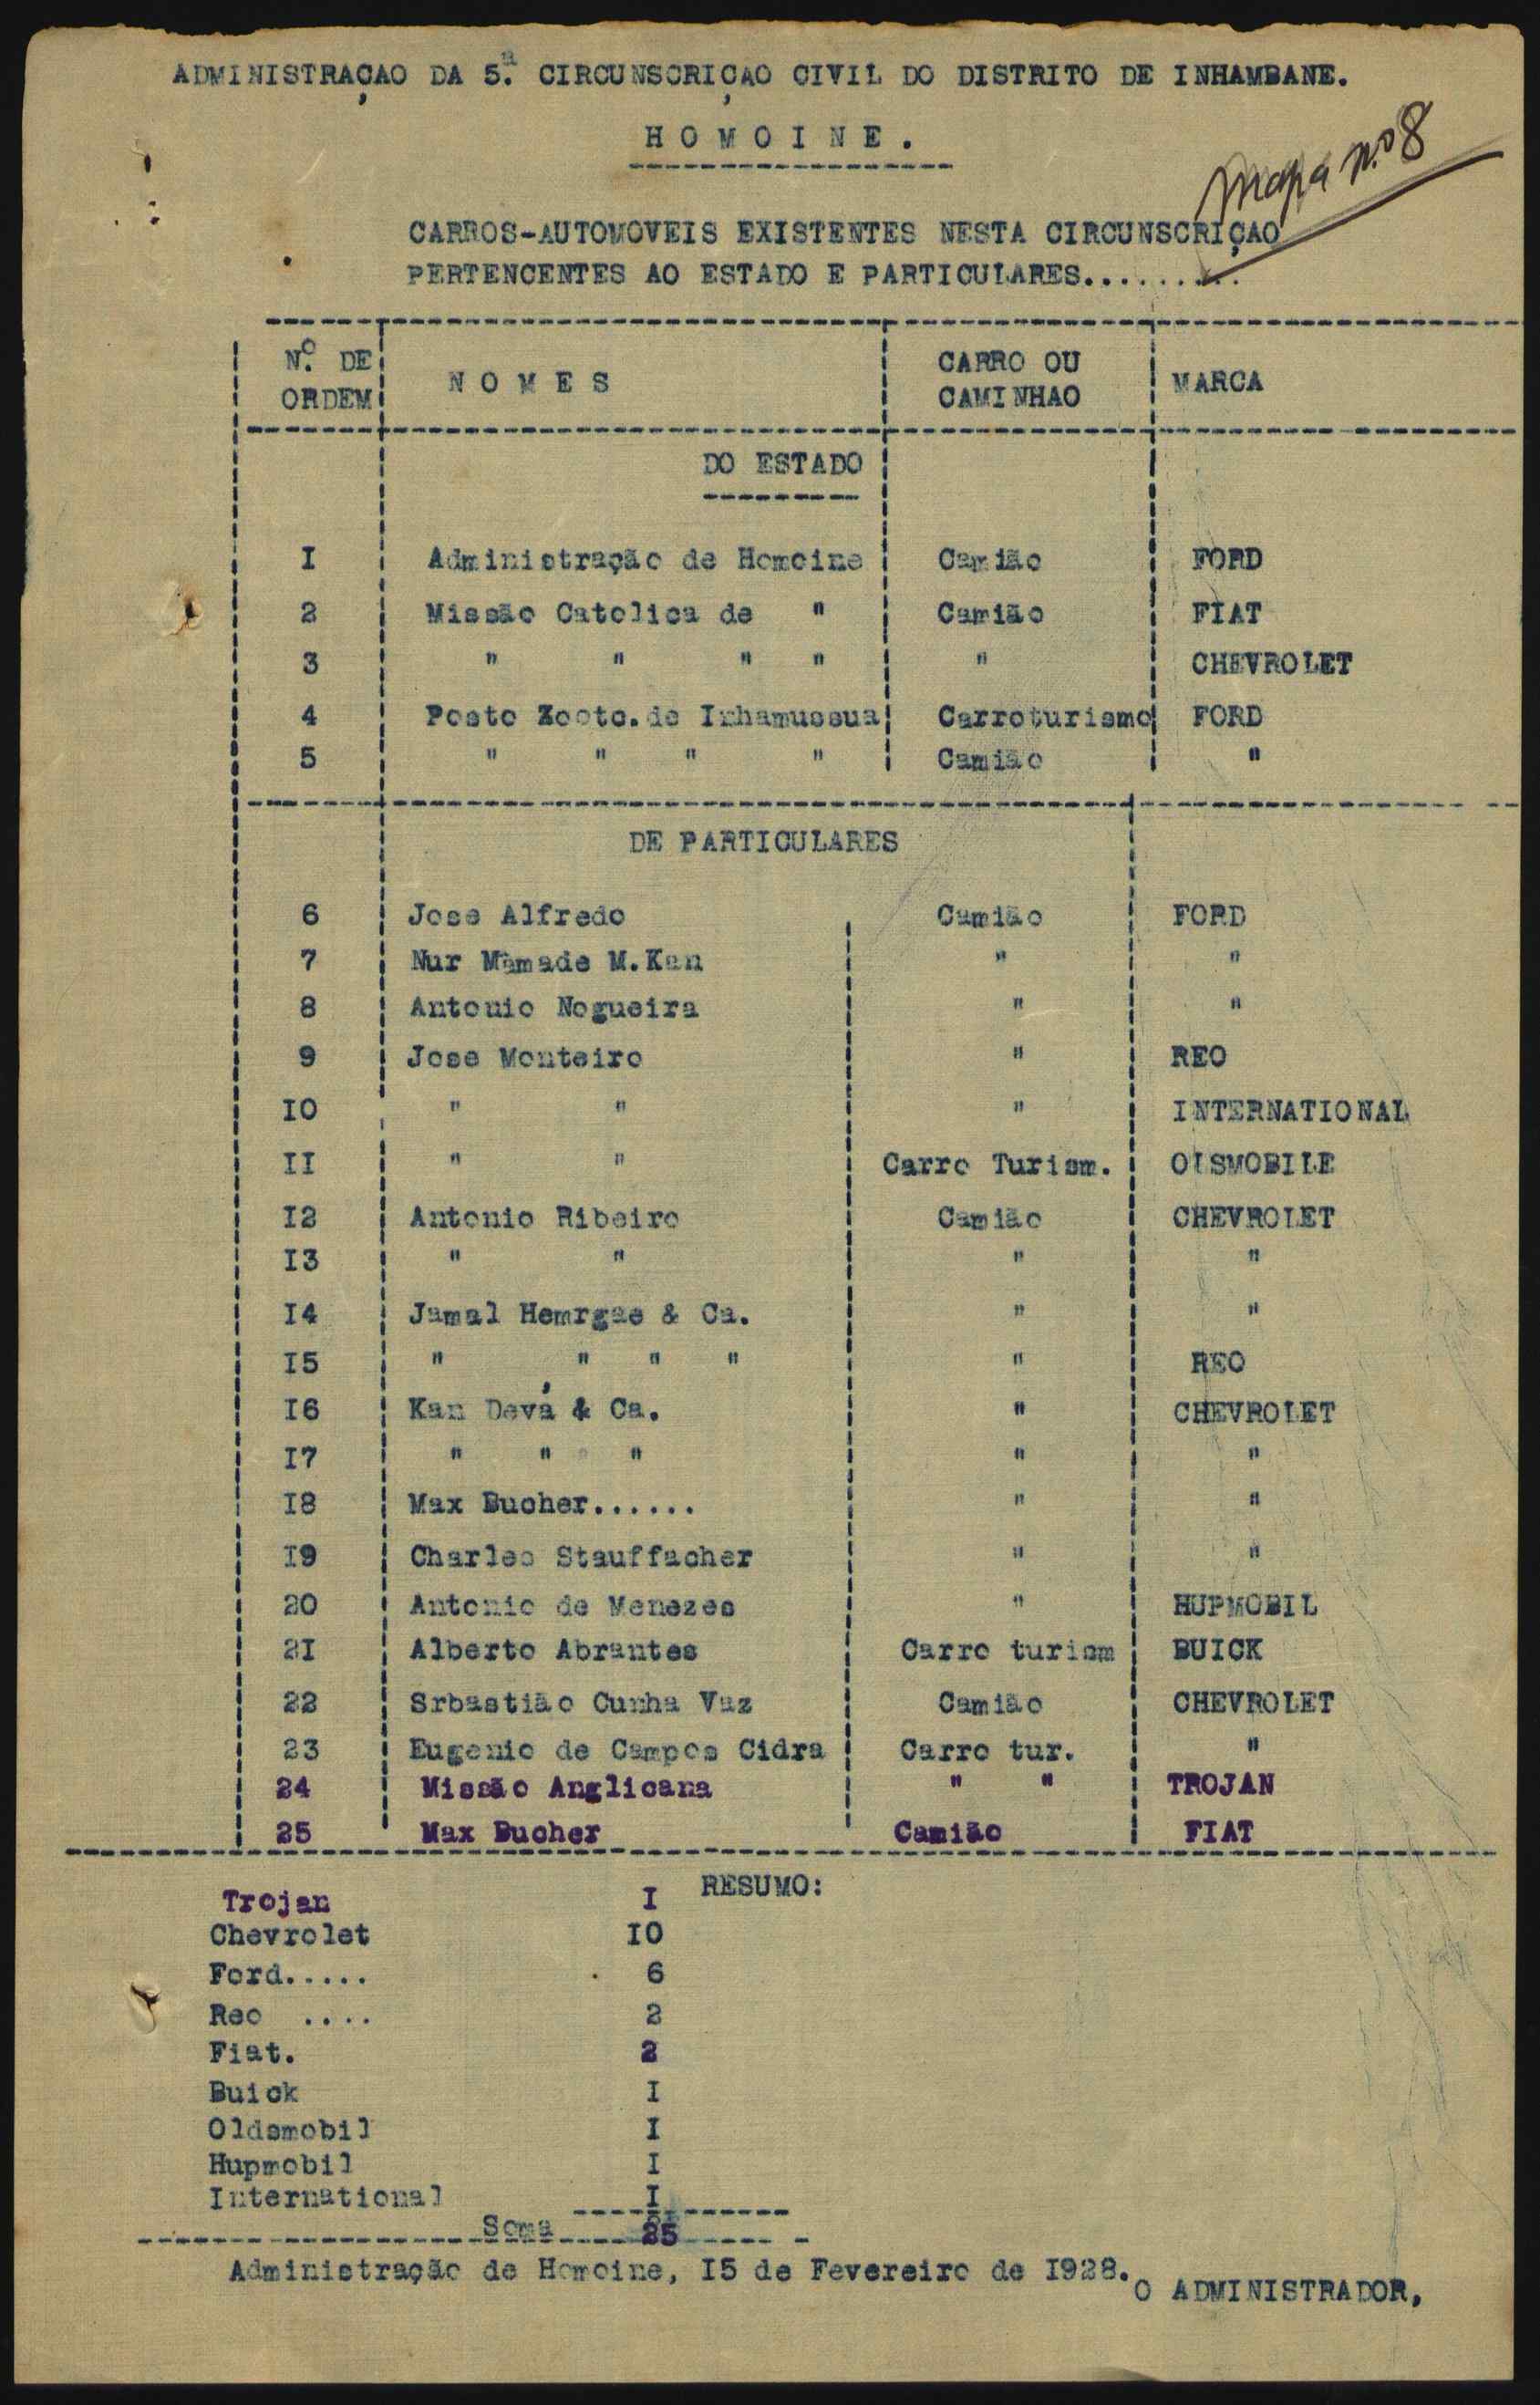 ADMINISTRAÇAO DA 5.ª CIRCUNSCRIÇAO CIVIL DO DISTRITO DE INHAMBANE.
HOMOINE.
Mapa n.º 8
CARROS-AUTOMOVEIS EXISTENTES NESTA CIRCUNSCRIÇAO
PERTENCENTES AO ESTADO E PARTICULARES.........
N.º DE ORDEM NOMES CARRO OU CAMINHAO MARCA
DO ESTADO
I Administração de Homoine Camião FORD
2 Missão Catolica de " Camião FIAT
3 " " " " " CHEVROLET
4 Posto Zooto.de Inhamussua Carroturismo FORD
5 " " " " Camião "
DE PARTICULARES
6 Jose Alfredo Camião FORD
7 Nur Mamade M.Kan " "
8 Antonio Nogueira " "
9 Jose Monteiro " REO
IO " " " INTERNATIONAL
II " " Carro Turism. OLSMOBILE
I2 Antonio Ribeiro Camião CHEVROLET
I3 " " " "
I4 Jamal Hemrgae & Ca. " "
I5 " " " " " REO
I6 Kan Devá & Ca. " CHEVROLET
I7 " " " " "
I8 Max Bucher...... " "
I9 Charles Stauffacher " "
20 Antonio de Menezes " HUPMOBIL
2I Alberto Abrantes Carro turism BUICK
22 Srbastião Cunha Vaz Camião CHEVROLET
23 Eugenio de Campos Cidra Carro tur. "
24 Missão Anglicana " " TROJAN
25 Max Bucher Camião FIAT
RESUMO:
Trojan I
Chevrolet IO
Ford..... 6
Reo .... 2
Fiat. 2
Buick I
Oldsmobil I
Hupmobil I
International I
Soma 25
Administração de Homoine, I5 de Fevereiro de I928.
O ADMINISTRADOR,